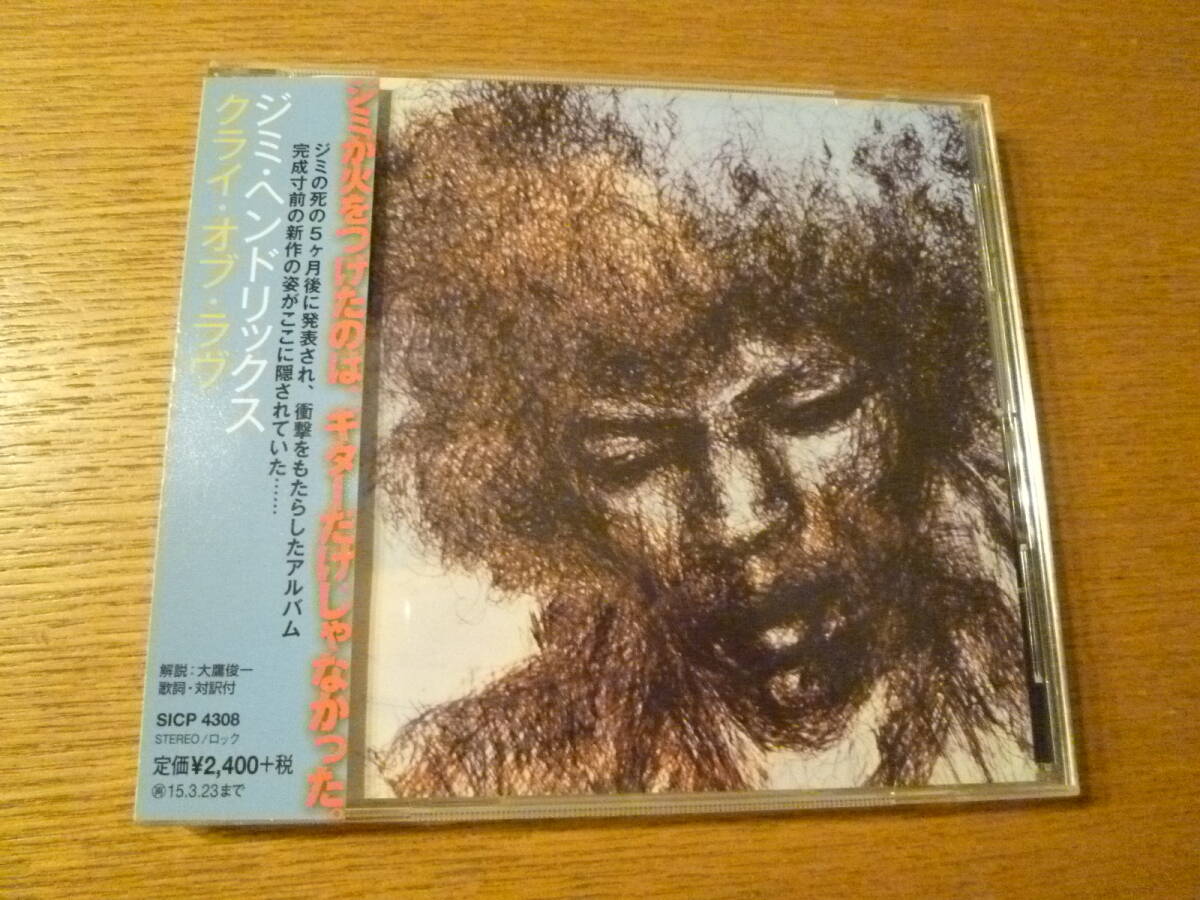 ジミが火をつけたのは ギターだけじゃなかった。
ジミの死の5ヶ月後に発表され、衝撃をもたらしたアルバム
完成寸前の新作の姿がここに隠されていた……
ジミ・ヘンドリックス
クライ・オブ・ラヴ
解説:大鷹俊一
歌詞・対訳付
SICP 4308
STEREO/ロック
定価¥2,400+税
㊹15.3.23まで